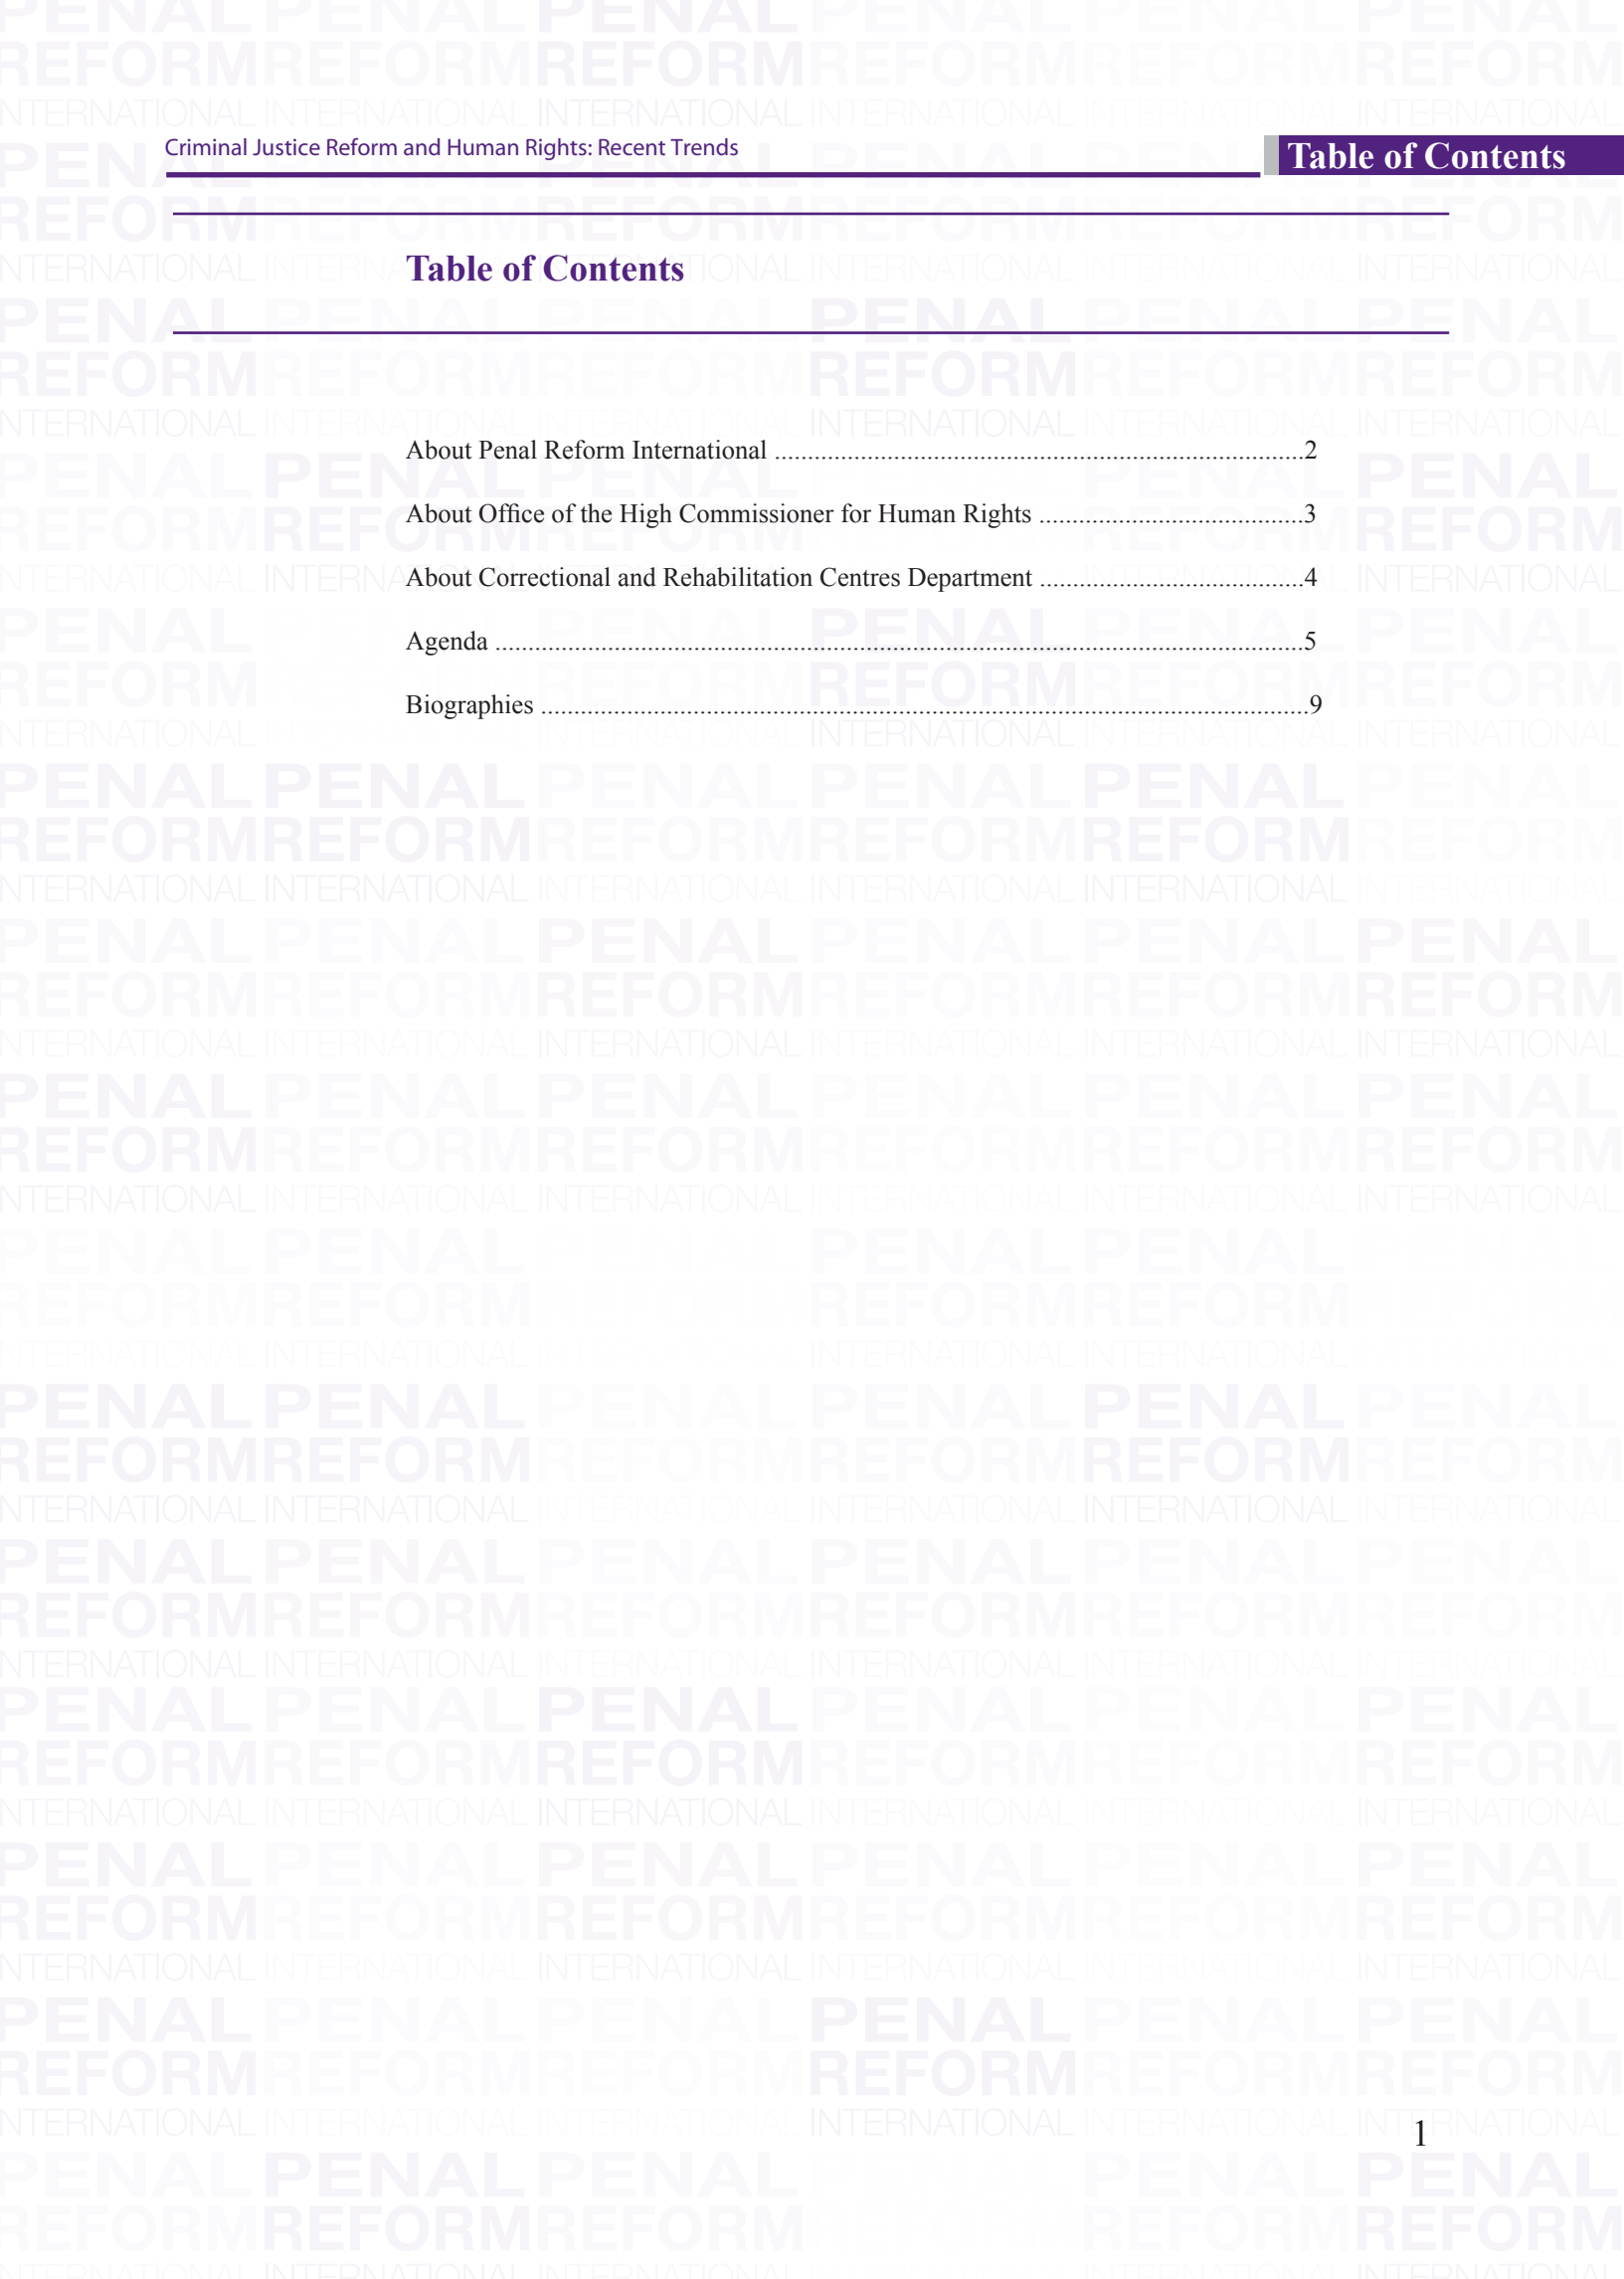 Criminal Justice Reform and Human Rights: Recent Trends
Table of Contents
Table of Contents
About Penal Reform International ................................................................................2
About Office of the High Commissioner for Human Rights ........................................3
About Correctional and Rehabilitation Centres Department ........................................4
Agenda ...........................................................................................................................5
Biographies .....................................................................................................................9
1